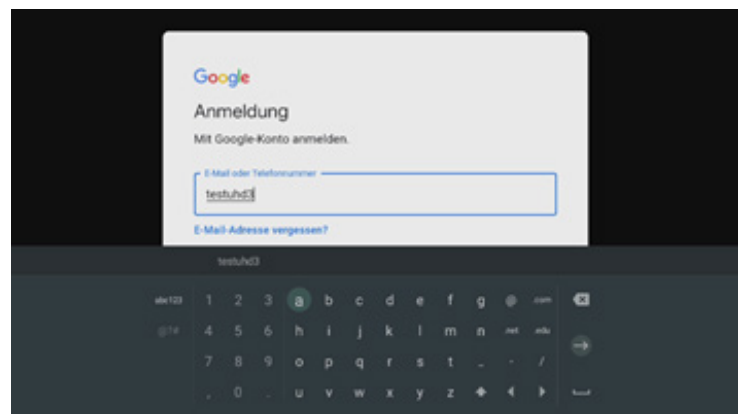 Google
Anmeldung
Mit Google-Konto anmelden.
E-Mail oder Telefonnummer
testuhd3
E-Mail-Adresse vergessen?
testuhd3
abc123 1 2 3 a b c d e f g @ .com
@!# 4 5 6 h i j k l m n .net .edu
7 8 9 o p q r s t _ - /
, 0 . u v w x y z